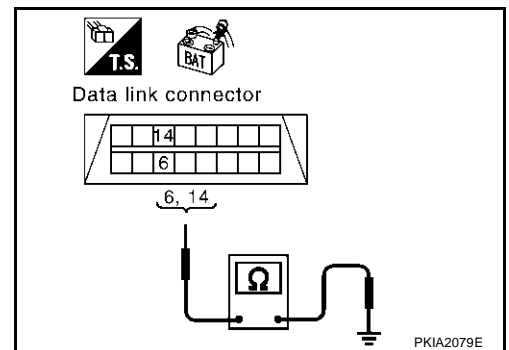 T.S.
BAT
Data link connector
14
6
6, 14
Ω
PKIA2079E